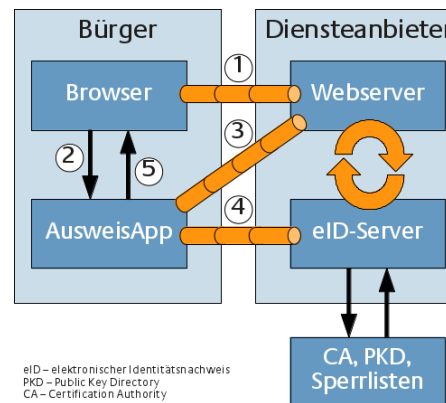 Bürger
Diensteanbieter
1
Browser
Webserver
3
2
5
4
AusweisApp
eID-Server
CA, PKD,
Sperrlisten
eID – elektronischer Identitätsnachweis
PKD – Public Key Directory
CA – Certification Authority